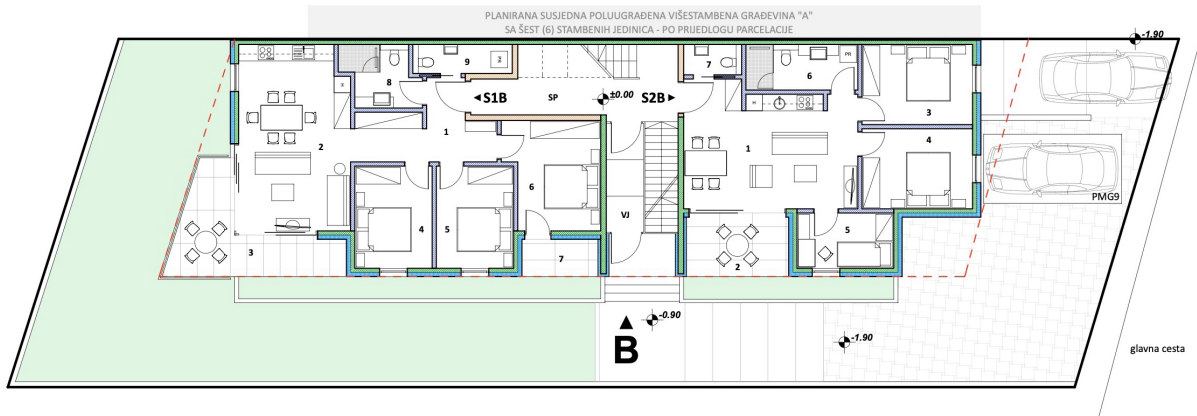 PLANIRANA SUSJEDNA POLUUGRAĐENA VIŠESTAMBENA GRAĐEVINA "A"
SA ŠEST (6) STAMBENIH JEDINICA - PO PRIJEDLOGU PARCELACIJE
-1.90
9
7
PR
6
8
3
S1B
SP
±0.00
S2B
H
H
1
2
1
4
6
PMG9
VJ
4
5
5
3
7
2
-0.90
-1.90
B
glavna cesta